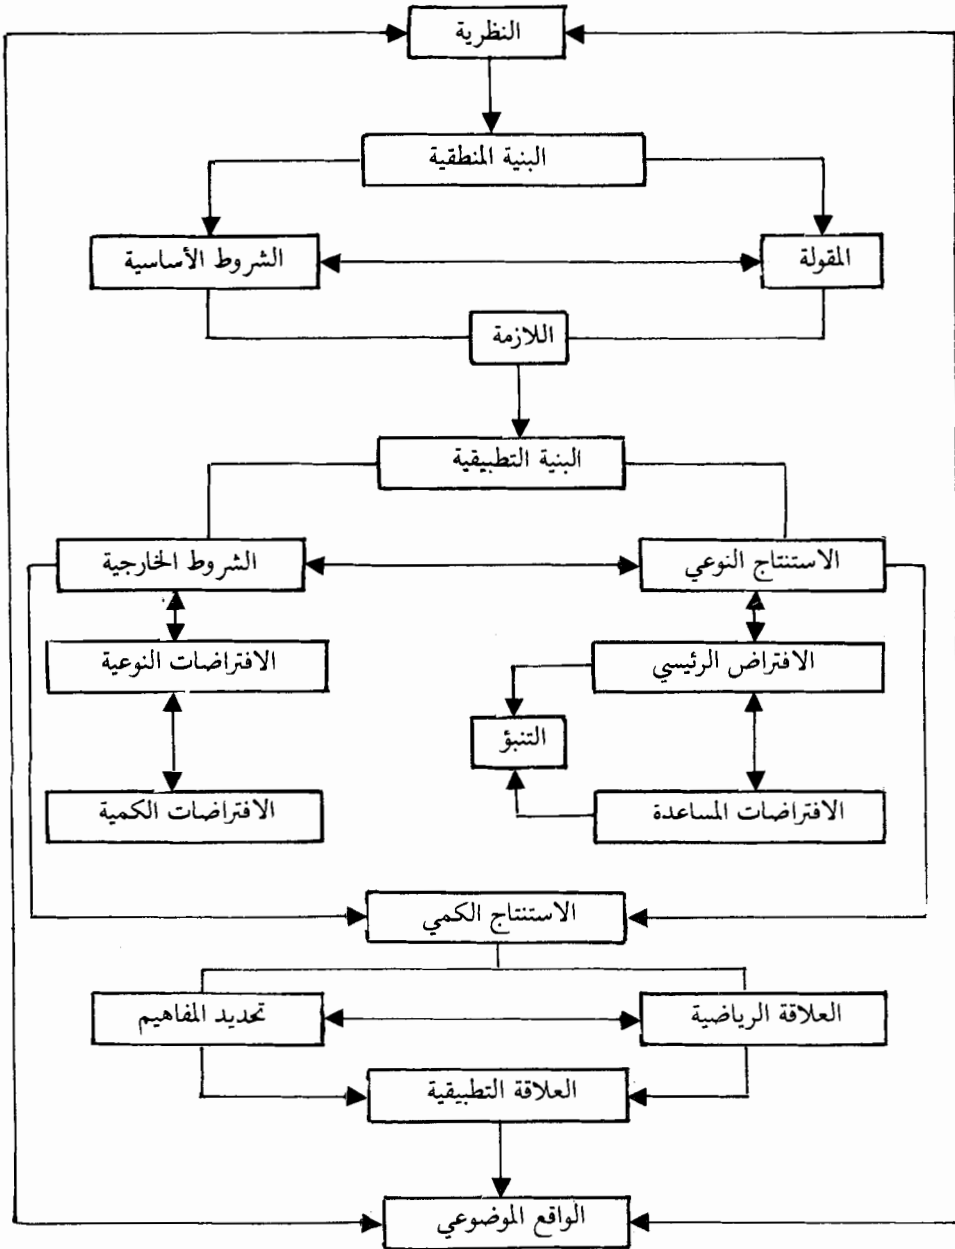 النظرية
البنية المنطقية
المقولة
الشروط الأساسية
اللازمة
البنية التطبيقية
الاستنتاج النوعي
الشروط الخارجية
الافتراض الرئيسي
الافتراضات النوعية
التنبؤ
الافتراضات المساعدة
الافتراضات الكمية
الاستنتاج الكمي
العلاقة الرياضية
تحديد المفاهيم
العلاقة التطبيقية
الواقع الموضوعي